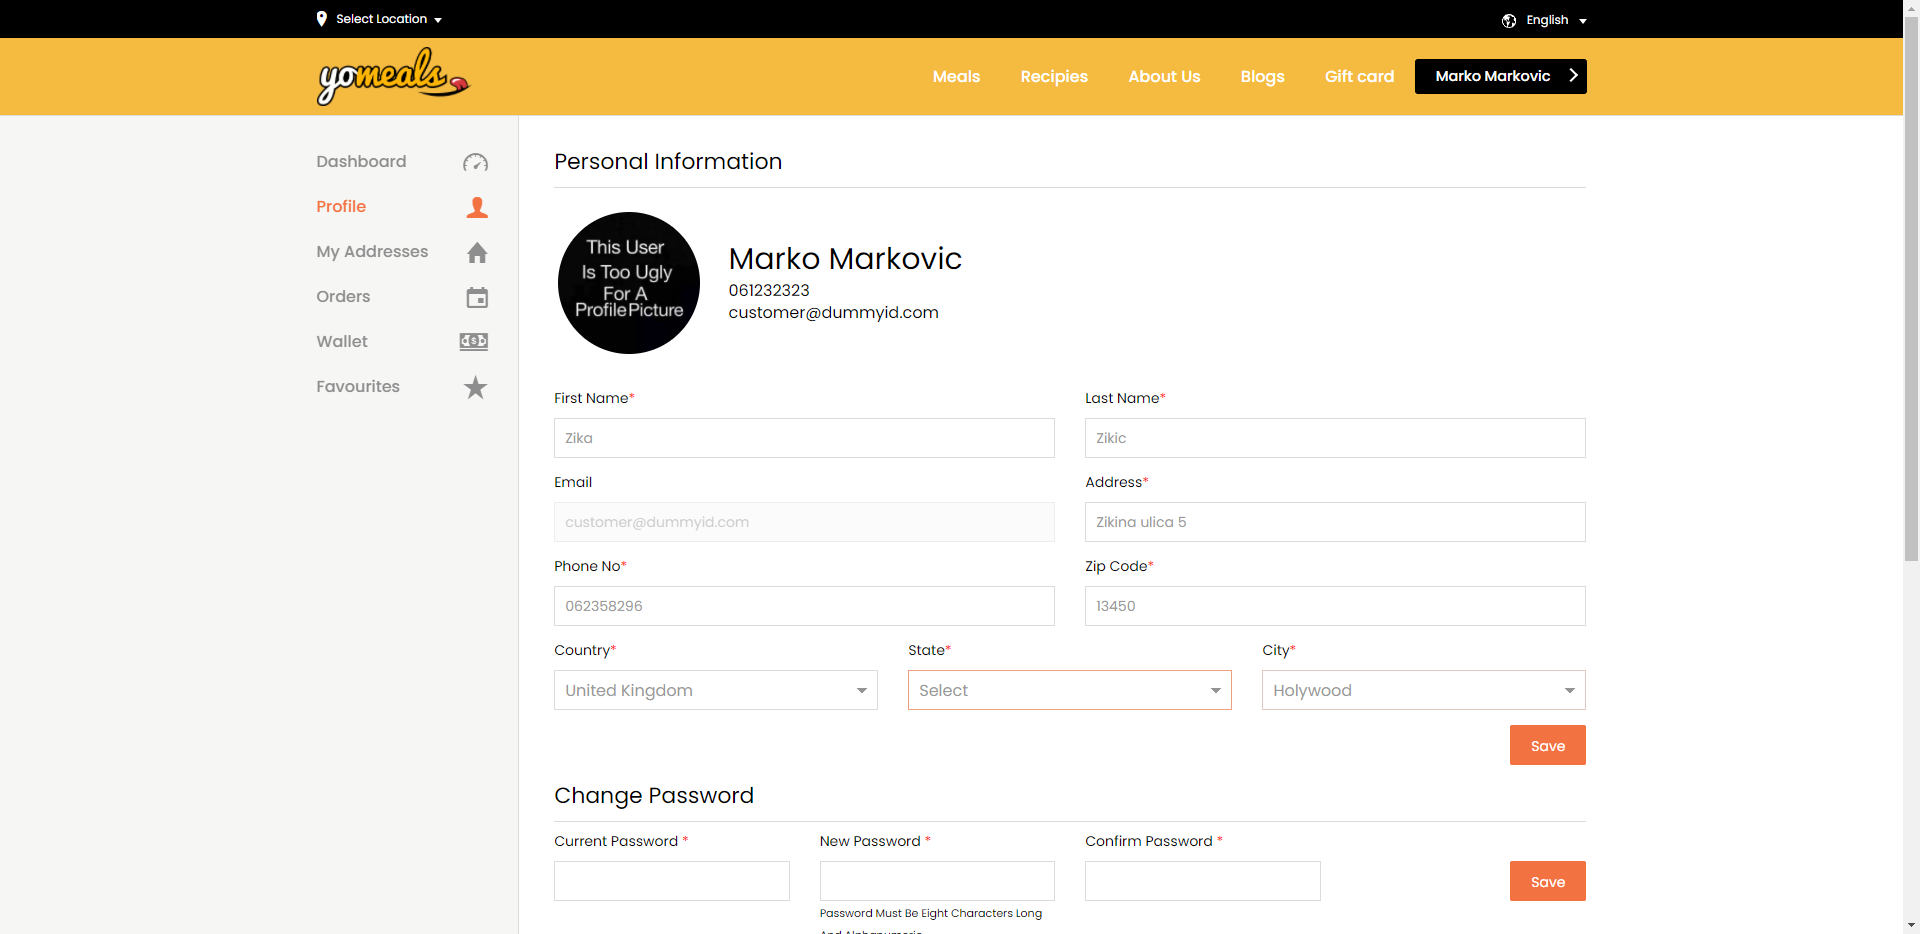 Select Location
English
yomeals
Meals
Recipies
About Us
Blogs
Gift card
Marko Markovic
Dashboard
Profile
My Addresses
Orders
Wallet
Favourites
Personal Information
This User
Is Too Ugly
For A
Profile Picture
Marko Markovic
061232323
customer@dummyid.com
First Name*
Last Name*
Zika
Zikic
Email
Address*
customer@dummyid.com
Zikina ulica 5
Phone No*
Zip Code*
062358296
13450
Country*
State*
City*
United Kingdom
Select
Holywood
Save
Change Password
Current Password *
New Password *
Confirm Password *
Save
Password Must Be Eight Characters Long
And Alphanumeric